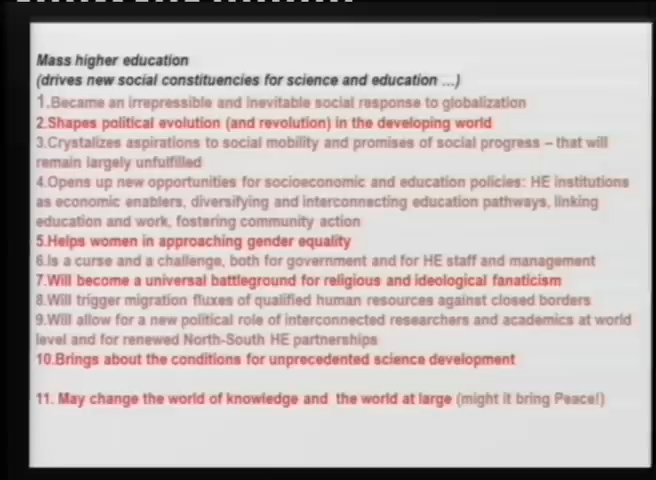 Mass higher education
(drives new social constituencies for science and education ...)
1.Became an irrepressible and inevitable social response to globalization
2.Shapes political evolution (and revolution) in the developing world
3.Crystalizes aspirations to social mobility and promises of social progress – that will
remain largely unfulfilled
4.Opens up new opportunities for socioeconomic and education policies: HE institutions
as economic enablers, diversifying and interconnecting education pathways, linking
education and work, fostering community action
5.Helps women in approaching gender equality
6.Is a curse and a challenge, both for government and for HE staff and management
7.Will become a universal battleground for religious and ideological fanaticism
8.Will trigger migration fluxes of qualified human resources against closed borders
9.Will allow for a new political role of interconnected researchers and academics at world
level and for renewed North-South HE partnerships
10.Brings about the conditions for unprecedented science development
11. May change the world of knowledge and the world at large (might it bring Peace!)